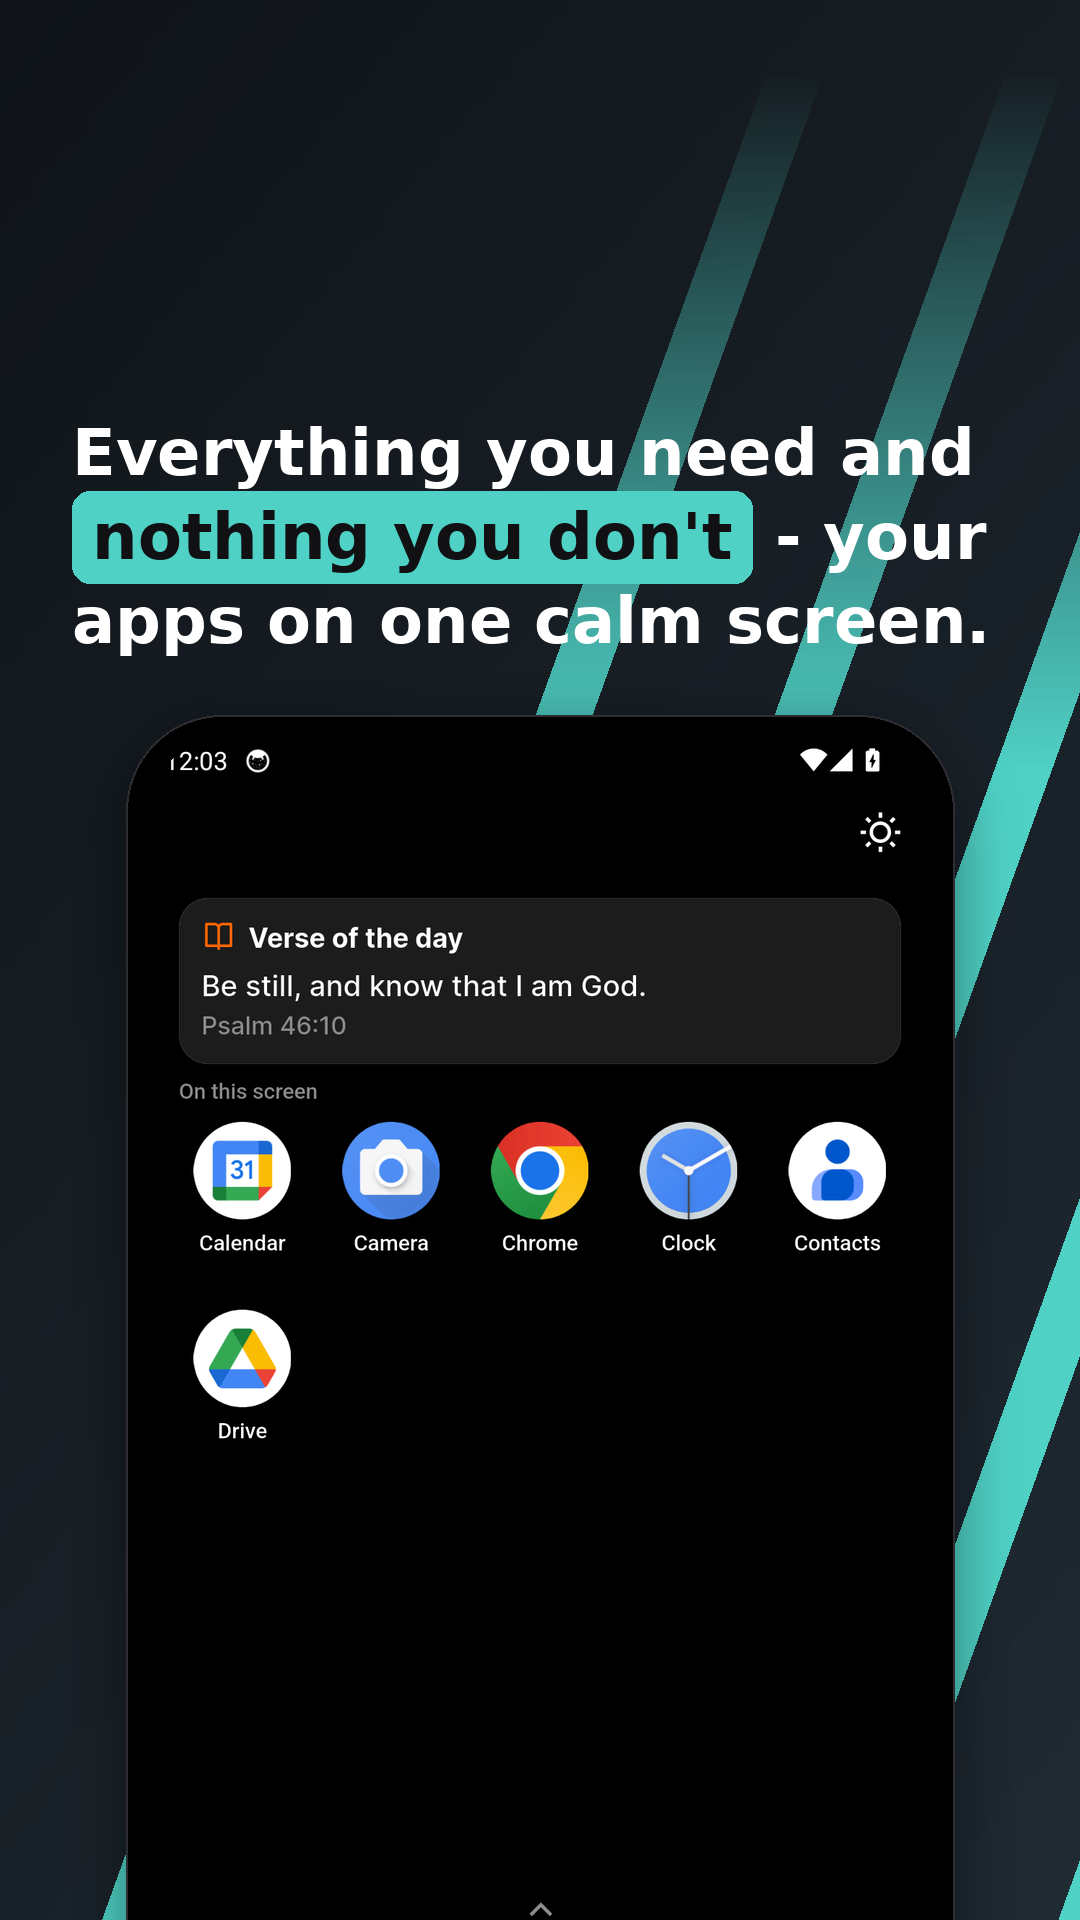 Everything you need and
nothing you don't - your
apps on one calm screen.
12:03
Verse of the day
Be still, and know that I am God.
Psalm 46:10
On this screen
31
Calendar
Camera
Chrome
Clock
Contacts
Drive